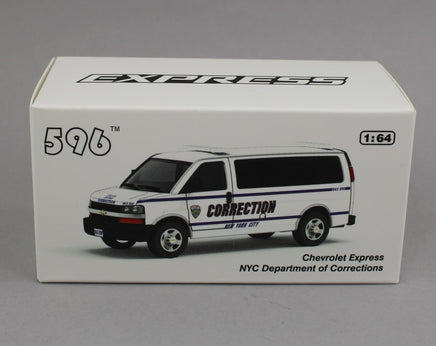 EXPRESS
596™
1:64
CORRECTION
NEW YORK CITY
Chevrolet Express
NYC Department of Corrections